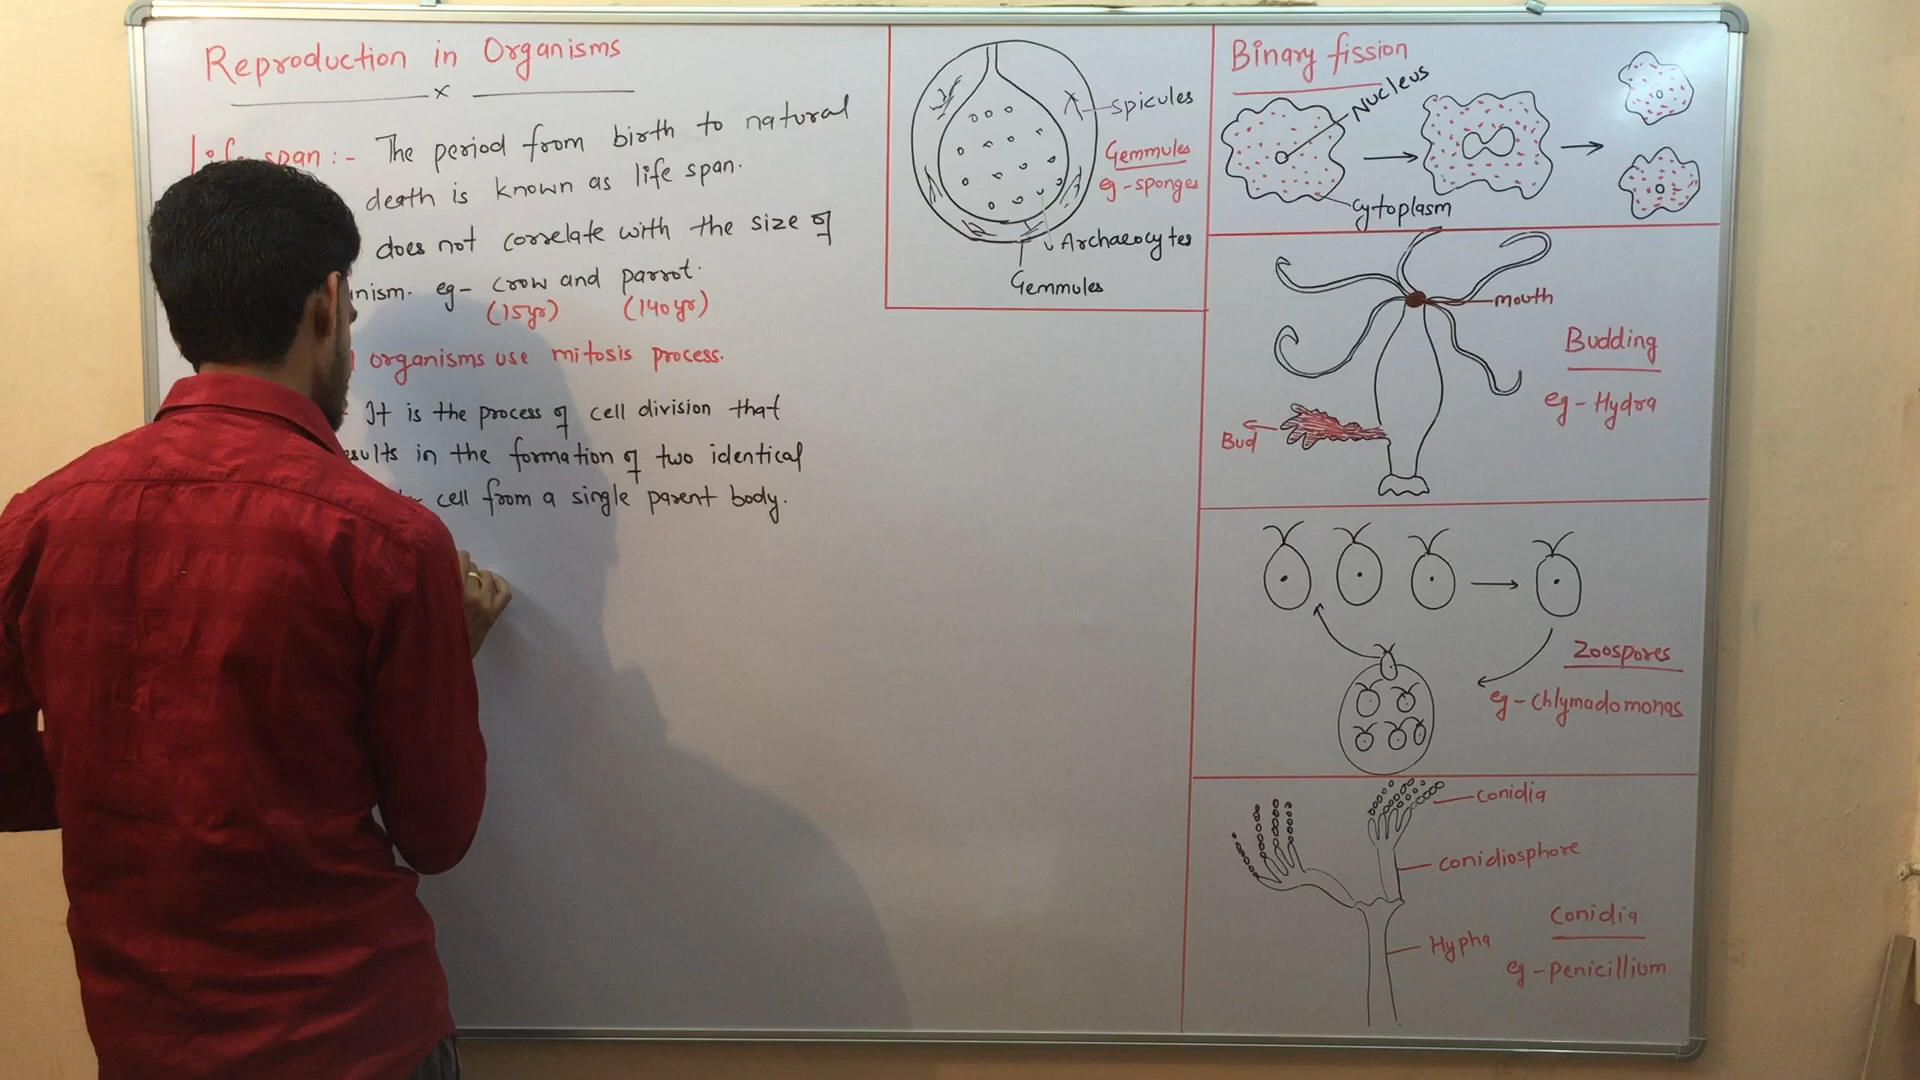 Reproduction in Organisms
x
Life span :- The period from birth to natural
death is known as life span.
does not correlate with the size of
nism. eg- crow and parrot.
(15yr) (140yr)
organisms use mitosis process.
It is the process of cell division that
sults in the formation of two identical
cell from a single parent body.
Spicules
Gemmules
eg-sponges
Archaeocytes
Gemmules
Binary fission
Nucleus
Cytoplasm
mouth
Budding
eg-Hydra
Bud
Zoospores
eg-Chlymadomonas
Conidia
Conidiosphore
Conidia
Hypha
eg-penicillium